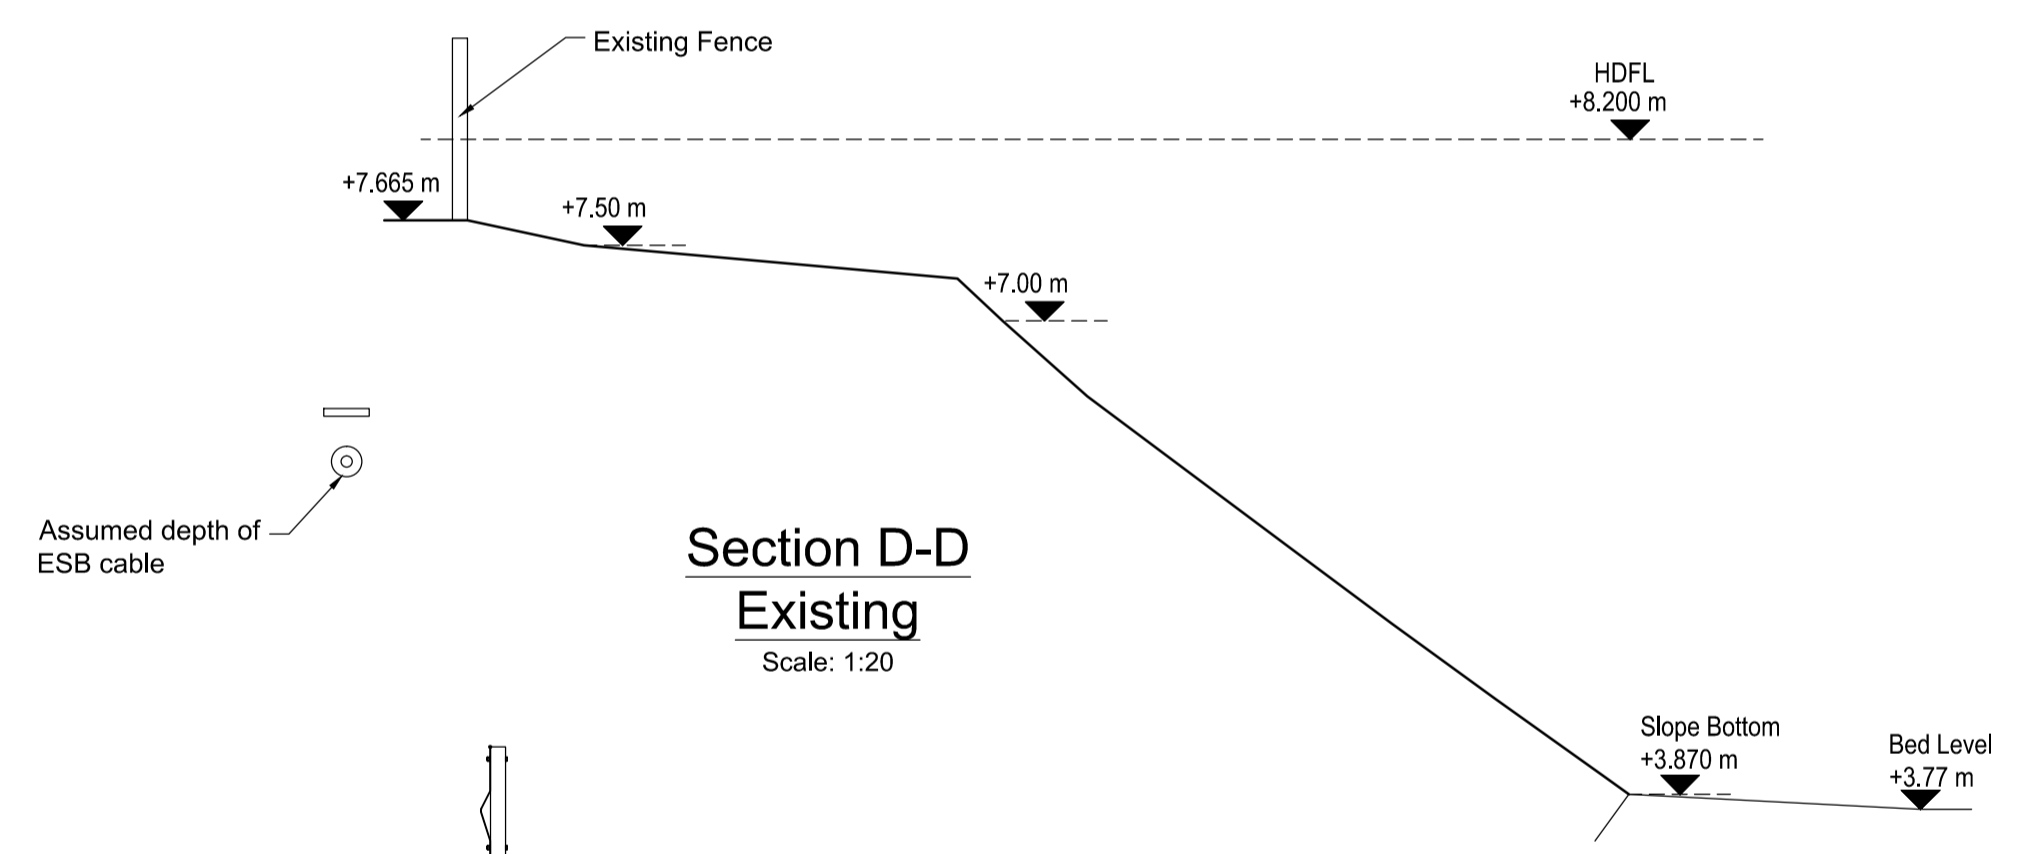 Existing Fence
HDFL
+8.200 m
+7.665 m
+7.50 m
+7.00 m
Assumed depth of
ESB cable
Section D-D
Existing
Scale: 1:20
Slope Bottom
+3.870 m
Bed Level
+3.77 m